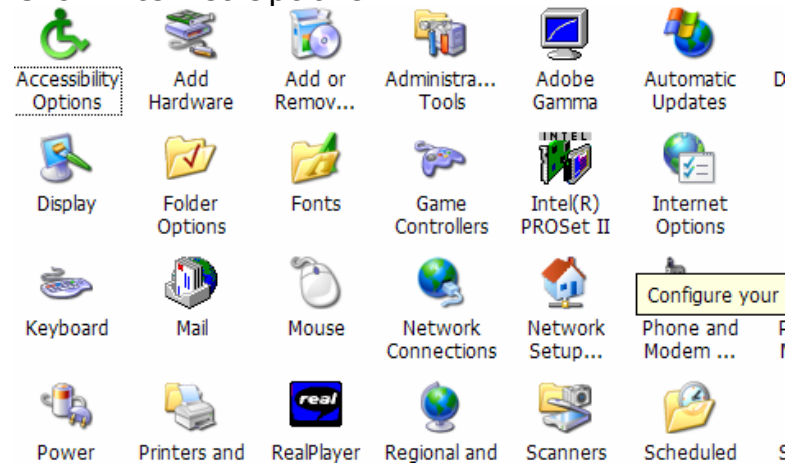 Accessibility Add Add or Administra... Adobe Automatic D
Options Hardware Remov... Tools Gamma Updates
INTEL
Display Folder Fonts Game Intel(R) Internet
Options Controllers PROSet II Options
Configure your
Keyboard Mail Mouse Network Network Phone and
Connections Setup... Modem ...
real
Power Printers and RealPlayer Regional and Scanners Scheduled S